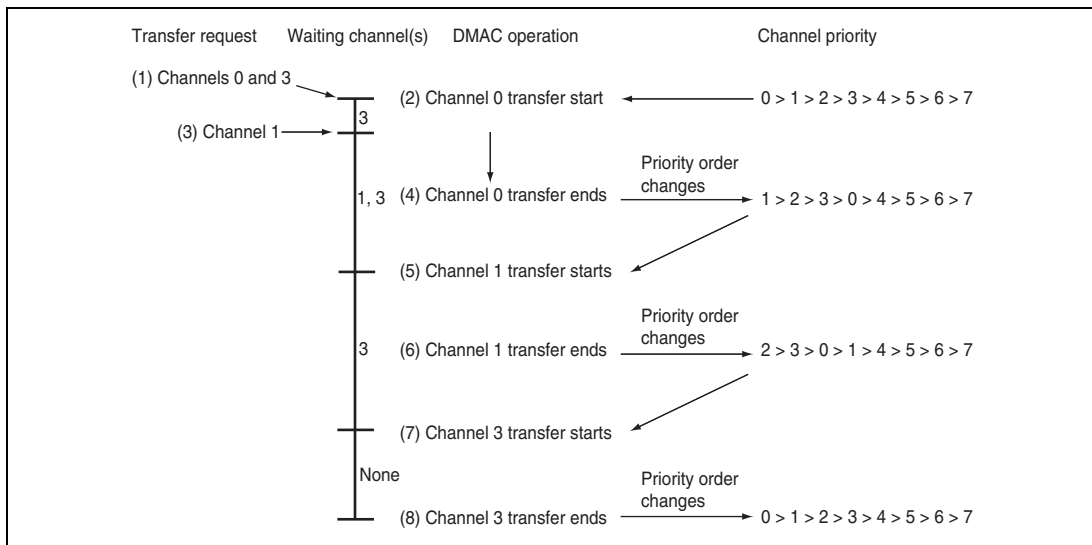 Transfer request Waiting channel(s) DMAC operation Channel priority
(1) Channels 0 and 3
(2) Channel 0 transfer start
0 > 1 > 2 > 3 > 4 > 5 > 6 > 7
3
(3) Channel 1
1, 3
(4) Channel 0 transfer ends
Priority order
changes
1 > 2 > 3 > 0 > 4 > 5 > 6 > 7
(5) Channel 1 transfer starts
3
(6) Channel 1 transfer ends
Priority order
changes
2 > 3 > 0 > 1 > 4 > 5 > 6 > 7
(7) Channel 3 transfer starts
None
(8) Channel 3 transfer ends
Priority order
changes
0 > 1 > 2 > 3 > 4 > 5 > 6 > 7